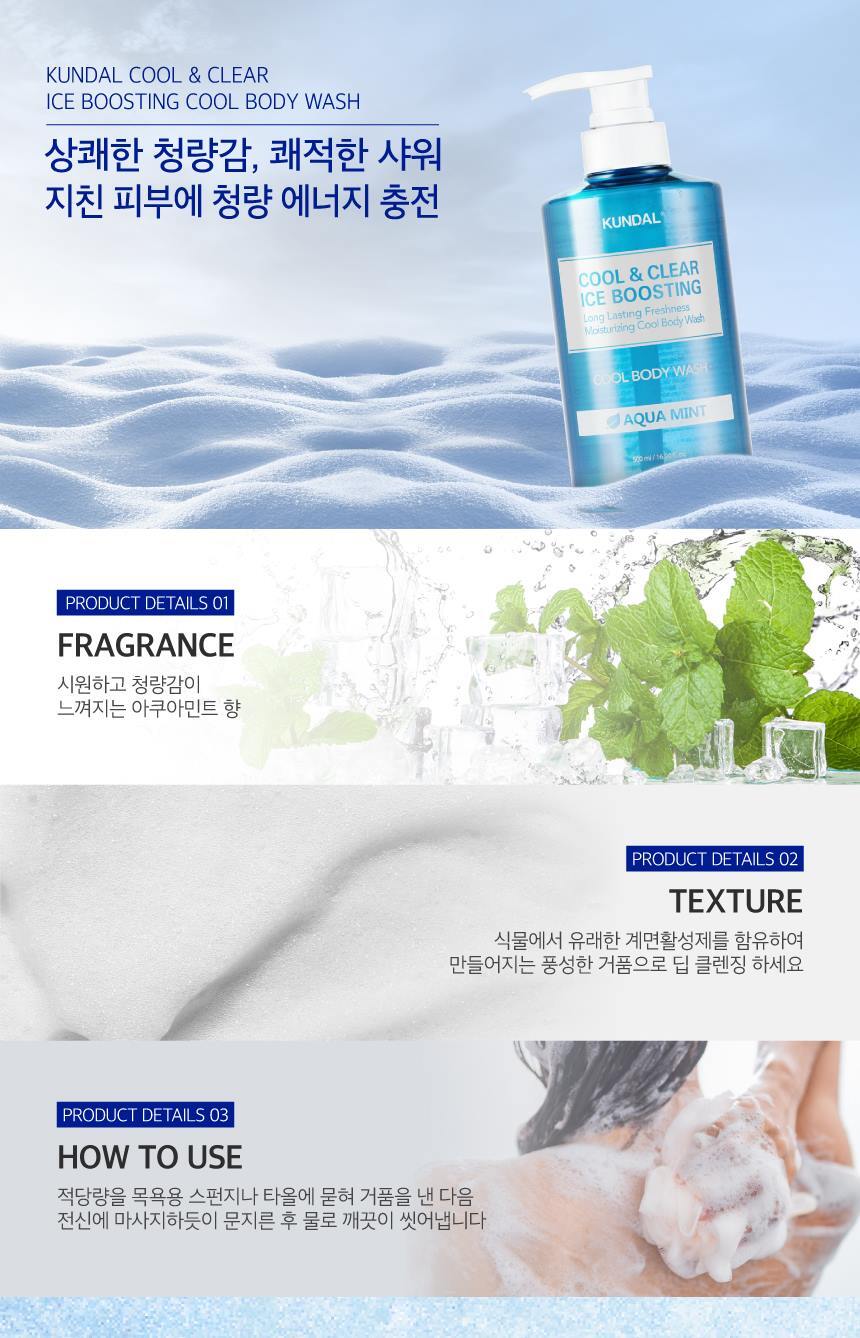 KUNDAL COOL & CLEAR
ICE BOOSTING COOL BODY WASH
상쾌한 청량감, 쾌적한 샤워
지친 피부에 청량 에너지 충전
KUNDAL
COOL & CLEAR
ICE BOOSTING
Long Lasting Freshness
Moisturizing Cool Body Wash
COOL BODY WASH
AQUA MINT
500 ml /
PRODUCT DETAILS 01
FRAGRANCE
시원하고 청량감이
느껴지는 아쿠아민트 향
PRODUCT DETAILS 02
TEXTURE
식물에서 유래한 계면활성제를 함유하여
만들어지는 풍성한 거품으로 딥 클렌징 하세요
PRODUCT DETAILS 03
HOW TO USE
적당량을 목욕용 스펀지나 타올에 묻혀 거품을 낸 다음
전신에 마사지하듯이 문지른 후 물로 깨끗이 씻어냅니다